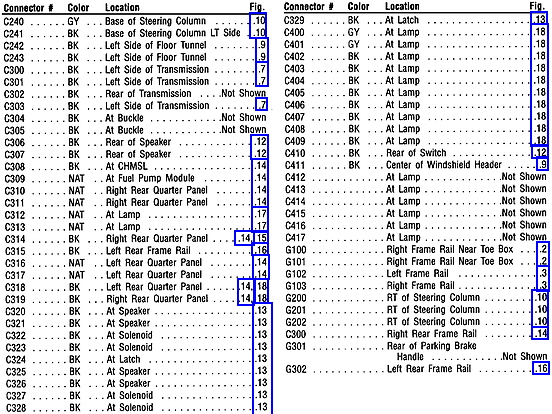 Connector # Color Location Fig.
C240 ...... GY ... Base of Steering Column .......... .10
C241 ...... BK ... Base of Steering Column LT Side . .10
C242 ...... BK ... Left Side of Floor Tunnel .......... .9
C243 ...... BK ... Left Side of Floor Tunnel .......... .9
C300 ...... BK ... Left Side of Transmission .......... .7
C301 ...... BK ... Left Side of Transmission .......... .7
C302 ...... BK ... Rear of Transmission ..... .Not Shown
C303 ...... BK ... Left Side of Transmission .......... .7
C304 ...... BK ... At Buckle ............ .Not Shown
C305 ...... BK ... At Buckle ............ .Not Shown
C306 ...... BK ... Rear of Speaker ............ .12
C307 ...... BK ... Rear of Speaker ............ .12
C308 ...... BK ... At CHMSL ............ .14
C309 ...... NAT ... At Fuel Pump Module .......... .14
C310 ...... NAT ... Right Rear Quarter Panel ........ .14
C311 ...... NAT ... Right Rear Quarter Panel ........ .14
C312 ...... NAT ... At Lamp ............ .17
C313 ...... NAT ... At Lamp ............ .17
C314 ...... BK ... Right Rear Quarter Panel ..... .14, 15
C315 ...... BK ... Left Rear Frame Rail .......... .16
C316 ...... NAT ... Left Rear Quarter Panel ........ .14
C317 ...... NAT ... Left Rear Quarter Panel ........ .14
C318 ...... BK ... Left Rear Quarter Panel ...... .14, 18
C319 ...... BK ... Right Rear Quarter Panel ..... .14, 18
C320 ...... BK ... At Speaker ............ .13
C321 ...... BK ... At Speaker ............ .13
C322 ...... BK ... At Solenoid ............ .13
C323 ...... BK ... At Solenoid ............ .13
C324 ...... BK ... At Latch ............ .13
C325 ...... BK ... At Speaker ............ .13
C326 ...... BK ... At Speaker ............ .13
C327 ...... BK ... At Solenoid ............ .13
C328 ...... BK ... At Solenoid ............ .13
Connector # Color Location Fig.
C329 ...... BK ... At Latch ............ .13
C400 ...... GY ... At Lamp ............ .18
C401 ...... GY ... At Lamp ............ .18
C402 ...... BK ... At Lamp ............ .18
C403 ...... BK ... At Lamp ............ .18
C404 ...... BK ... At Lamp ............ .18
C405 ...... BK ... At Lamp ............ .18
C406 ...... BK ... At Lamp ............ .18
C407 ...... BK ... At Lamp ............ .18
C408 ...... BK ... At Lamp ............ .18
C409 ...... BK ... At Lamp ............ .18
C410 ...... BK ... Rear of Switch ............ .12
C411 ...... BK ... Center of Windshield Header ..... .9
C412 ............ At Lamp ............ .Not Shown
C413 ............ At Lamp ............ .Not Shown
C414 ............ At Lamp ............ .Not Shown
C415 ............ At Lamp ............ .Not Shown
C416 ............ At Lamp ............ .Not Shown
C417 ............ At Lamp ............ .Not Shown
G100 ............ Right Frame Rail Near Toe Box ..... .2
G101 ............ Right Frame Rail Near Toe Box ..... .2
G102 ............ Left Frame Rail ............ .3
G103 ............ Right Frame Rail ............ .3
G200 ............ RT of Steering Column .......... .10
G201 ............ RT of Steering Column .......... .10
G202 ............ RT of Steering Column .......... .10
C300 ............ Right Rear Frame Rail .......... .14
G301 ............ Rear of Parking Brake
Handle ............ .Not Shown
G302 ............ Left Rear Frame Rail .......... .16